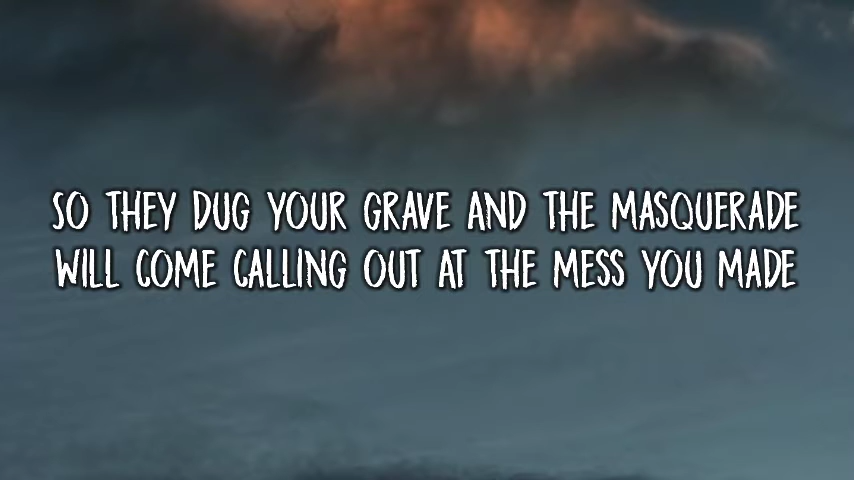 SO THEY DUG YOUR GRAVE AND THE MASQUERADE
WILL COME CALLING OUT AT THE MESS YOU MADE